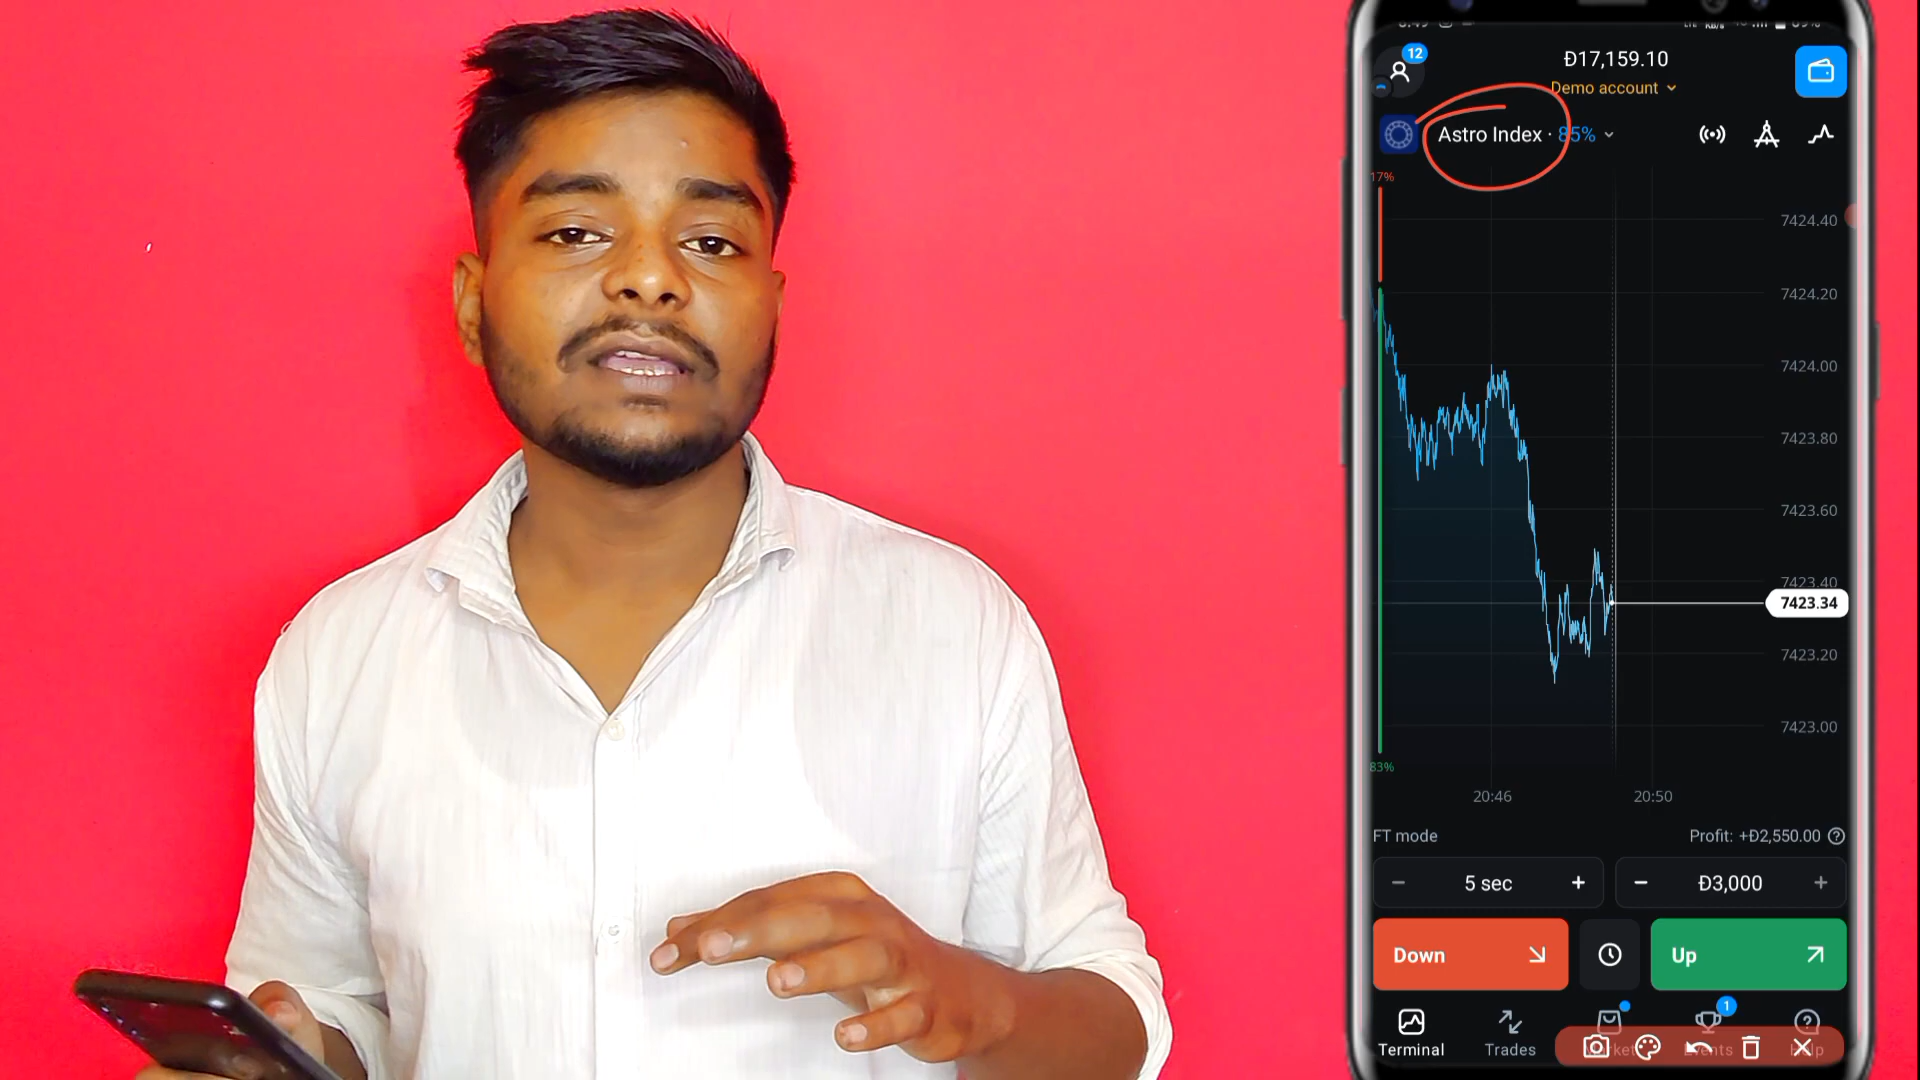 12
Đ17,159.10
Demo account
Astro Index · 85%
17%
7424.40
7424.20
7424.00
7423.80
7423.60
7423.40
7423.34
7423.20
7423.00
83%
20:46
20:50
FT mode
Profit: +Đ2,550.00
5 sec
Đ3,000
Down
Up
1
Terminal
Trades